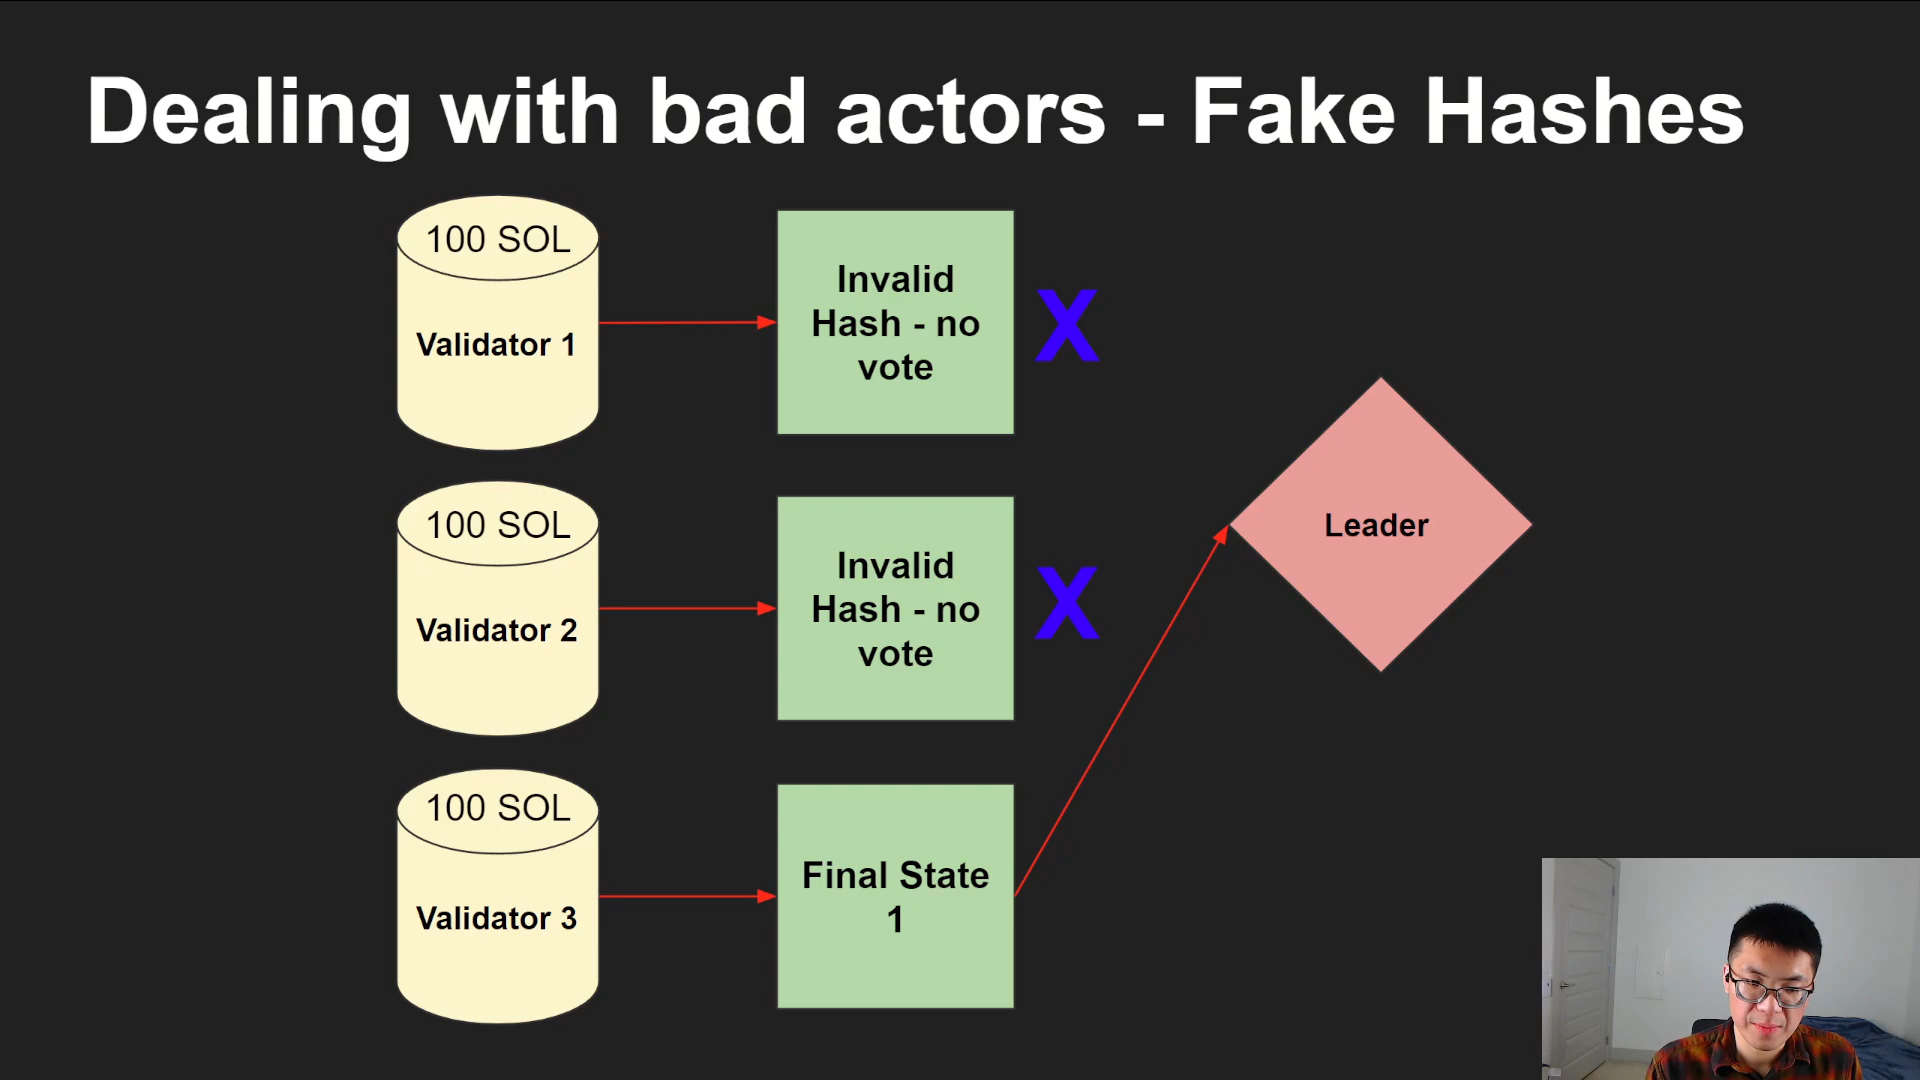 Dealing with bad actors - Fake Hashes
100 SOL
Validator 1
Invalid
Hash - no
vote
X
100 SOL
Validator 2
Invalid
Hash - no
vote
X
Leader
100 SOL
Validator 3
Final State
1